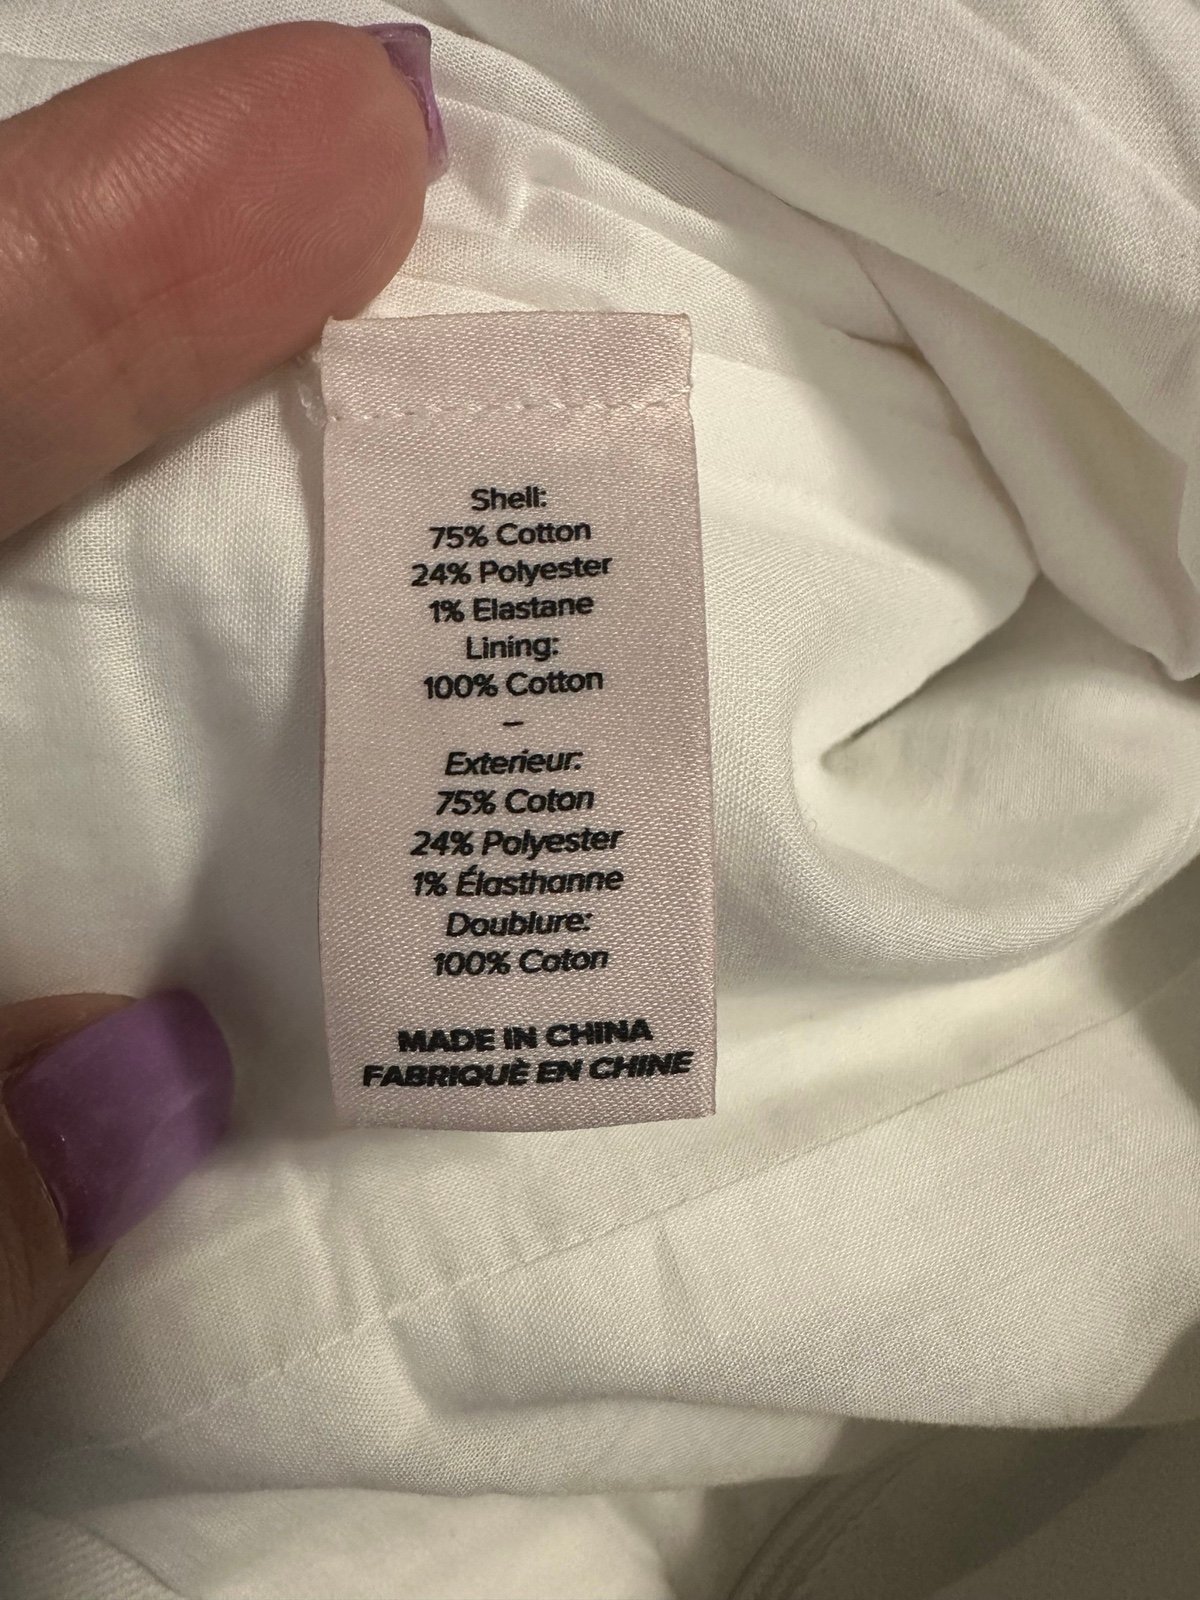 Shell:
75% Cotton
24% Polyester
1% Elastane
Lining:
100% Cotton
–
Exterieur:
75% Coton
24% Polyester
1% Élasthanne
Doublure:
100% Coton
MADE IN CHINA
FABRIQUÈ EN CHINE